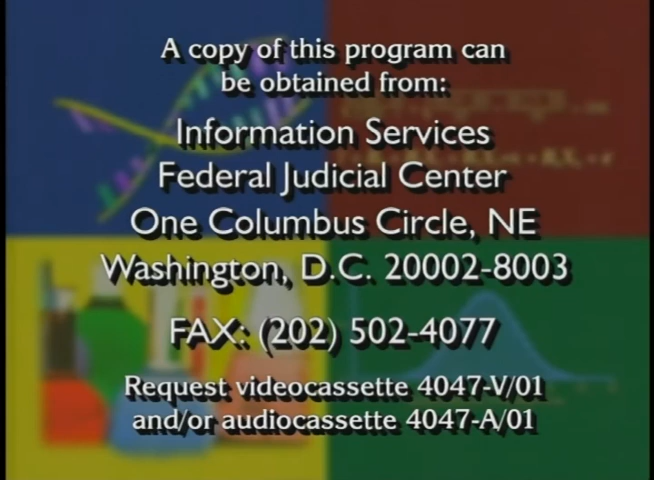 A copy of this program can
be obtained from:
Information Services
Federal Judicial Center
One Columbus Circle, NE
Washington, D.C. 20002-8003
FAX: (202) 502-4077
Request videocassette 4047-V/01
and/or audiocassette 4047-A/01